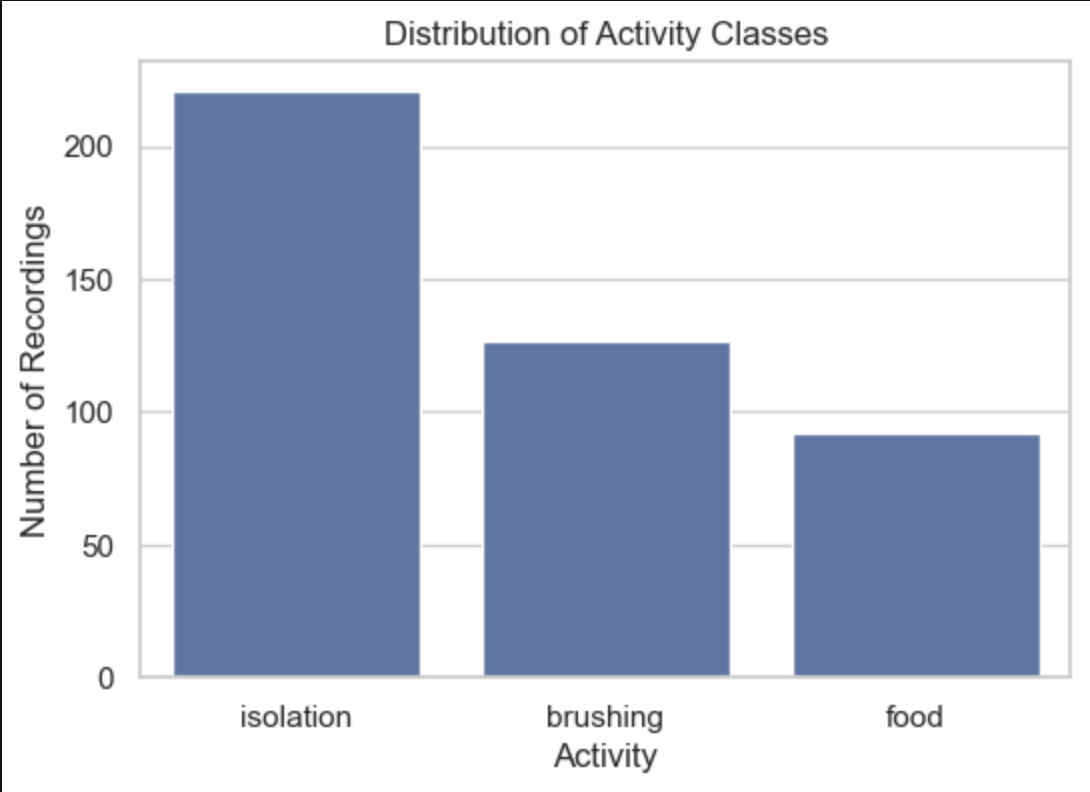 Distribution of Activity Classes
Number of Recordings
200
150
100
50
0
isolation brushing food
Activity